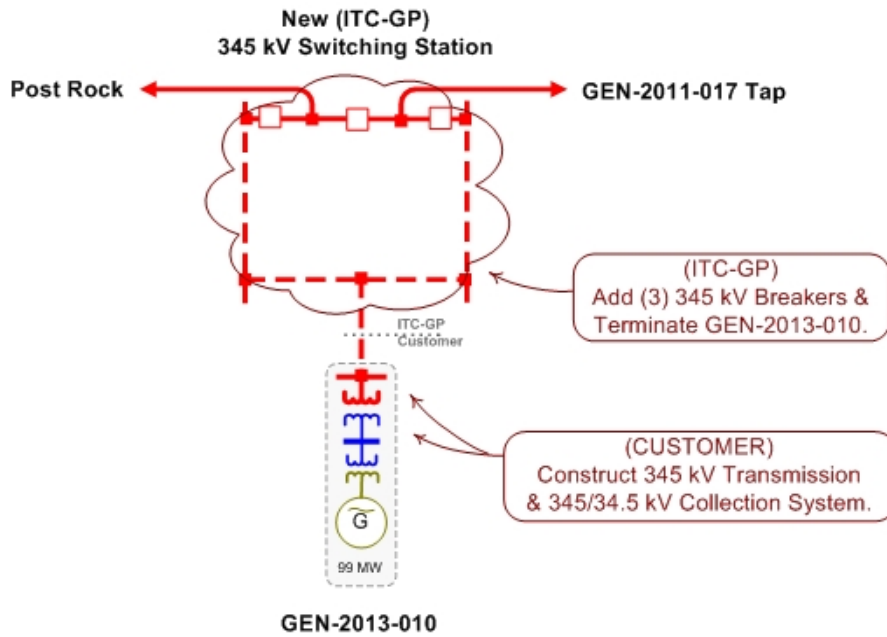 New (ITC-GP)
345 kV Switching Station
Post Rock
GEN-2011-017 Tap
(ITC-GP)
Add (3) 345 kV Breakers &
Terminate GEN-2013-010.
ITC-GP
Customer
(CUSTOMER)
Construct 345 kV Transmission
& 345/34.5 kV Collection System.
G
99 MW
GEN-2013-010